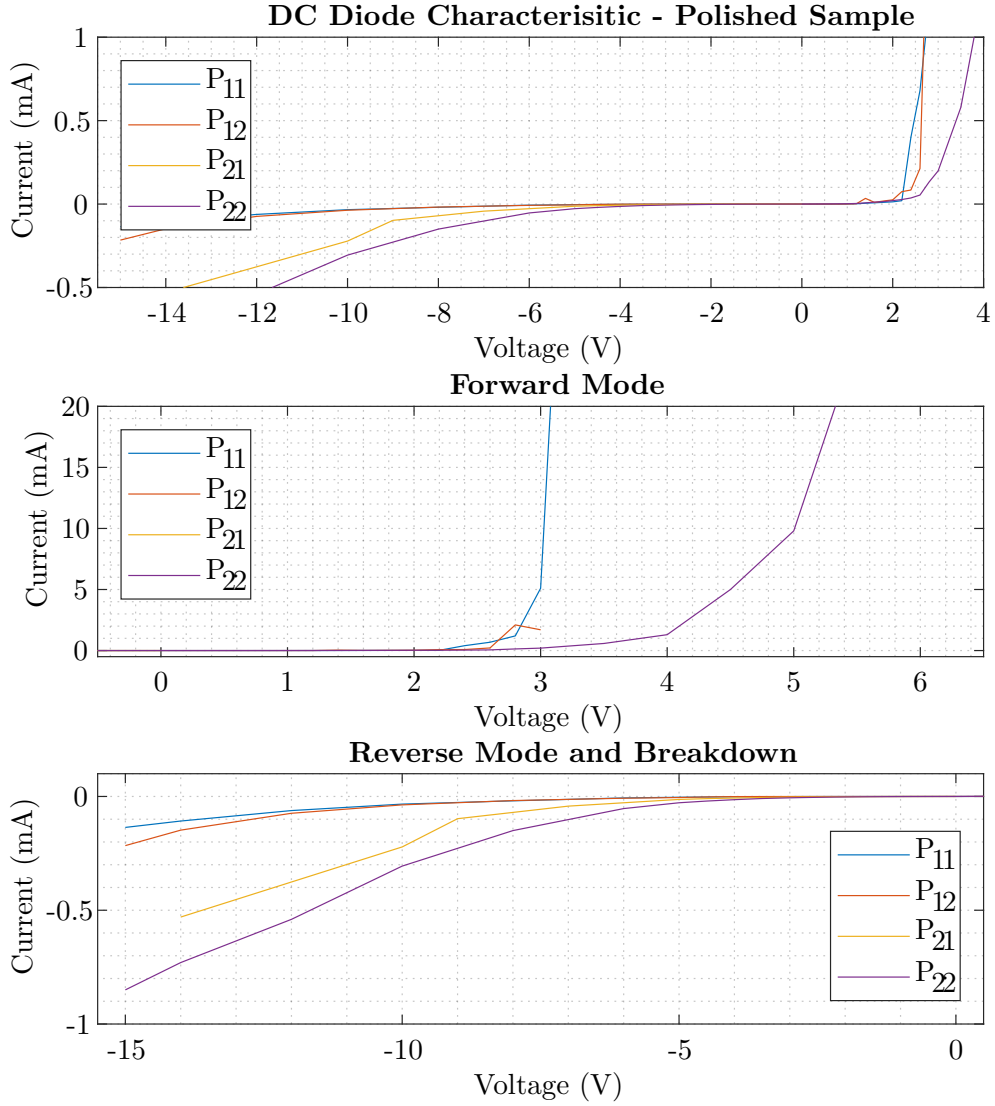 DC Diode Characterisitic - Polished Sample
1
0.5
0
-0.5
Current (mA)
P11
P12
P21
P22
-14 -12 -10 -8 -6 -4 -2 0 2 4
Voltage (V)
Forward Mode
20
15
10
5
0
Current (mA)
P11
P12
P21
P22
0 1 2 3 4 5 6
Voltage (V)
Reverse Mode and Breakdown
0
-0.5
-1
Current (mA)
P11
P12
P21
P22
-15 -10 -5 0
Voltage (V)